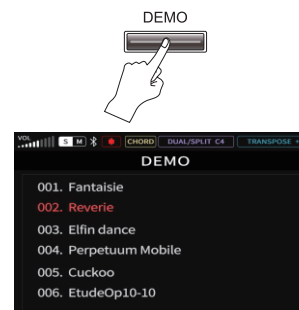 DEMO
VOL S M CHORD DUAL/SPLIT C4 TRANSPOSE
DEMO
001. Fantaisie
002. Reverie
003. Elfin dance
004. Perpetuum Mobile
005. Cuckoo
006. EtudeOp10-10